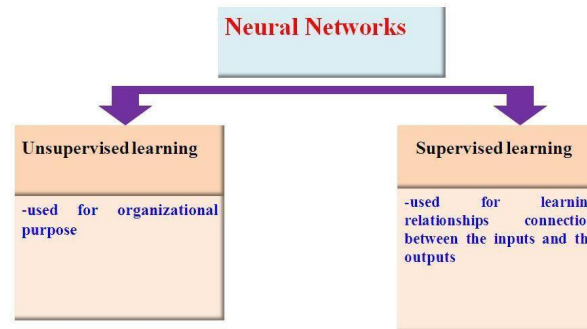 Neural Networks
Unsupervised learning
-used for organizational
purpose
Supervised learning
-used for learnin
relationships connectio
between the inputs and th
outputs